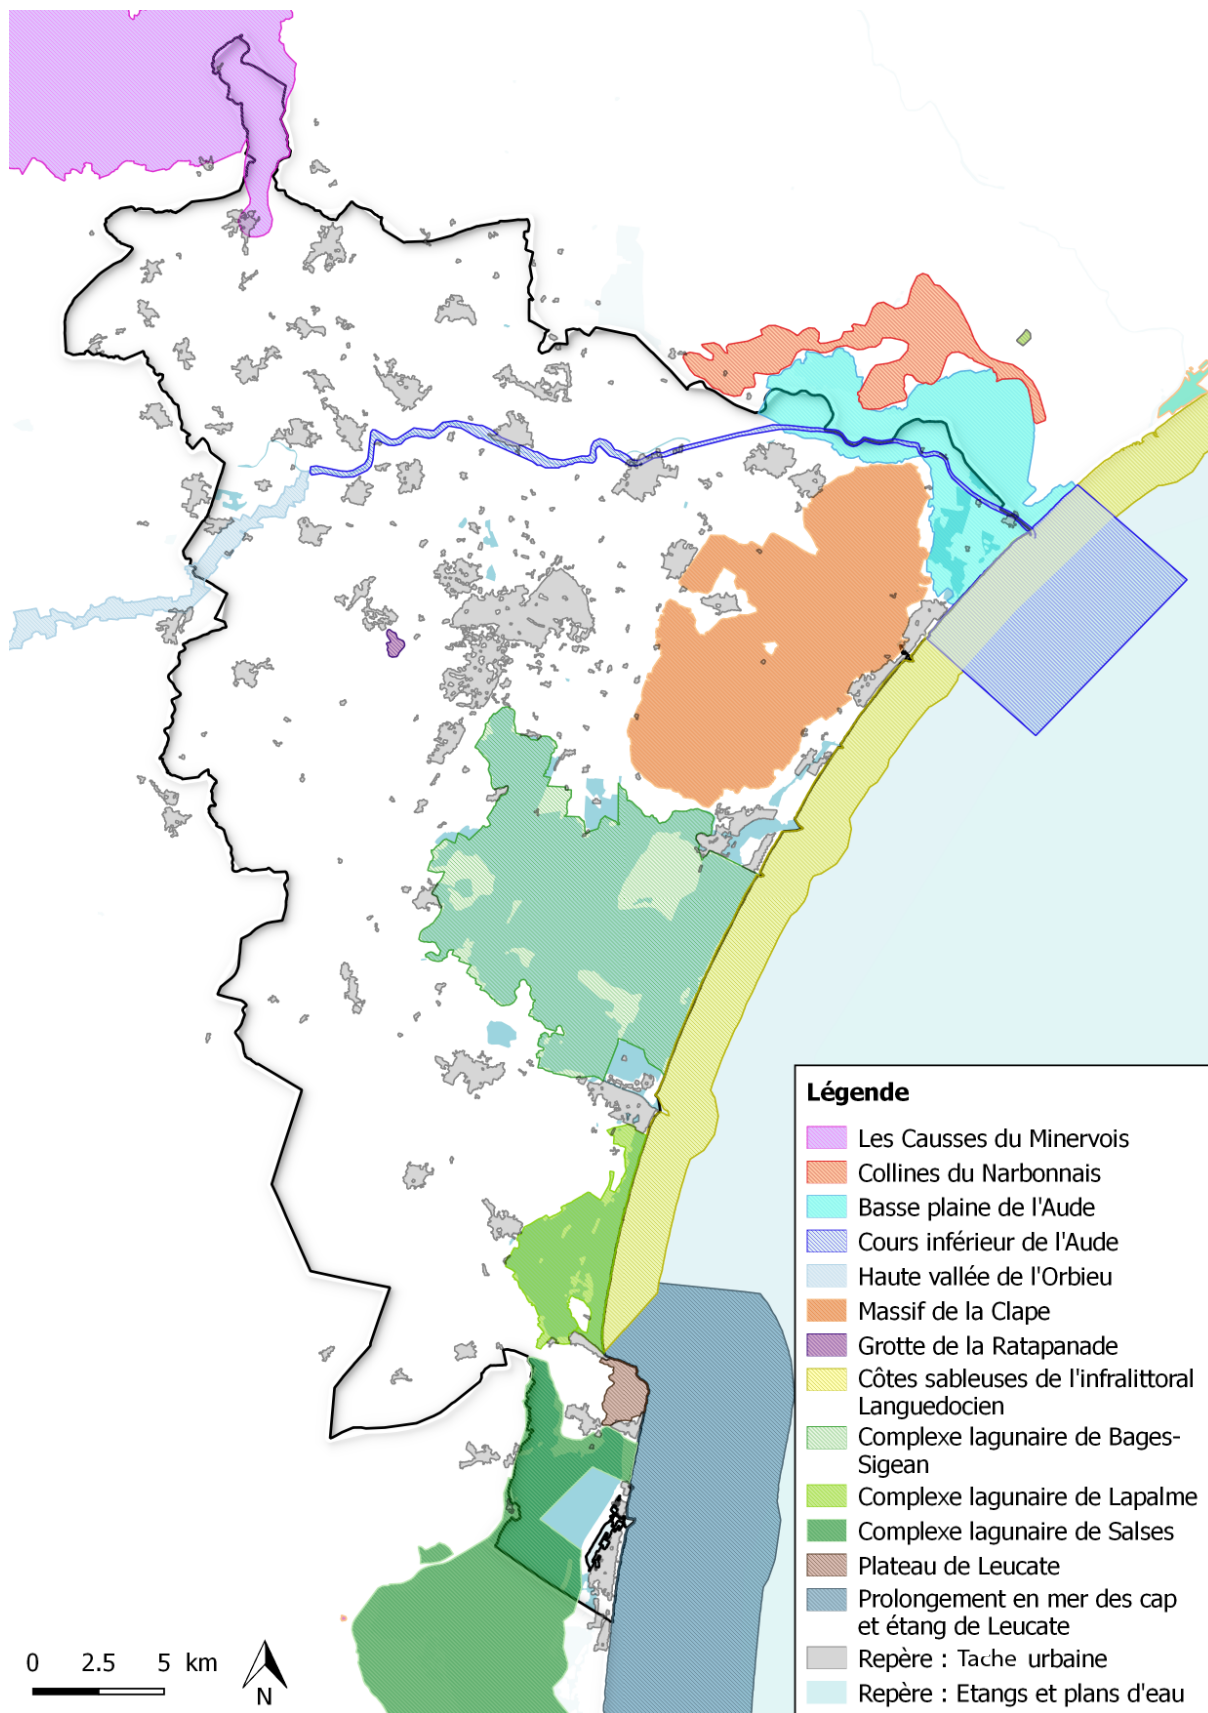 Légende
Les Causses du Minervois
Collines du Narbonnais
Basse plaine de l'Aude
Cours inférieur de l'Aude
Haute vallée de l'Orbieu
Massif de la Clape
Grotte de la Ratapanade
Côtes sableuses de l'infralittoral
Languedocien
Complexe lagunaire de Bages-
Sigean
Complexe lagunaire de Lapalme
Complexe lagunaire de Salses
Plateau de Leucate
Prolongement en mer des cap
et étang de Leucate
Repère : Tache urbaine
Repère : Etangs et plans d'eau
0 2.5 5 km
N